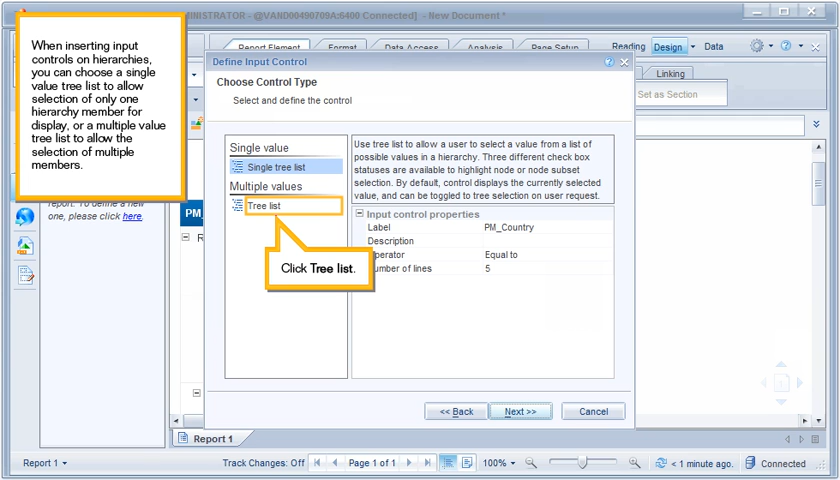 MINISTRATOR - @VAND00490709A:6400 Connected] - New Document *
When inserting input
controls on hierarchies,
you can choose a single
value tree list to allow
selection of only one
hierarchy member for
display, or a multiple value
tree list to allow the
selection of multiple
members.
Report Element
Format
Data Access
Analysis
Page Setup
Reading
Design
Data
Linking
Set as Section
Define Input Control
Choose Control Type
Select and define the control
Single value
Single tree list
Multiple values
Tree list
Click Tree list.
Use tree list to allow a user to select a value from a list of
possible values in a hierarchy. Three different check box
statuses are available to highlight node or node subset
selection. By default, control displays the currently selected
value, and can be toggled to tree selection on user request.
Input control properties
Label PM_Country
Description
perator Equal to
umber of lines 5
report. To define a new
one, please click here.
PM_
R
<< Back
Next >>
Cancel
1
Report 1
Report 1
Track Changes: Off
Page 1 of 1
100%
< 1 minute ago.
Connected